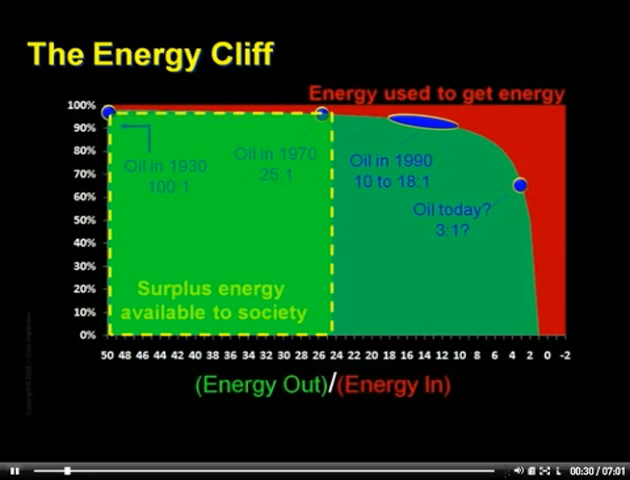 The Energy Cliff
Energy used to get energy
100%
90%
80%
70%
60%
50%
40%
30%
20%
10%
0%
Oil in 1930
100:1
Oil in 1970
25:1
Oil in 1990
10 to 18:1
Oil today?
3:1?
Surplus energy
available to society
50 48 46 44 42 40 38 36 34 32 30 28 26 24 22 20 18 16 14 12 10 8 6 4 2 0 -2
(Energy Out)/(Energy In)
00:30 / 07:01